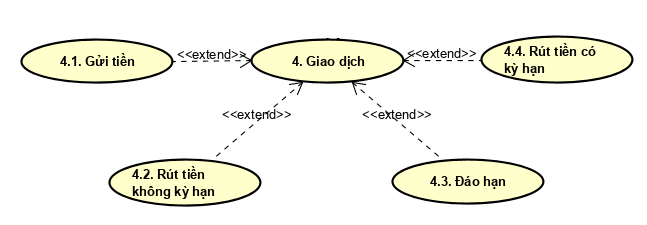 4.1. Gửi tiền
<<extend>>
4. Giao dịch
<<extend>>
4.4. Rút tiền có
kỳ hạn
<<extend>>
<<extend>>
4.2. Rút tiền
không kỳ hạn
4.3. Đáo hạn